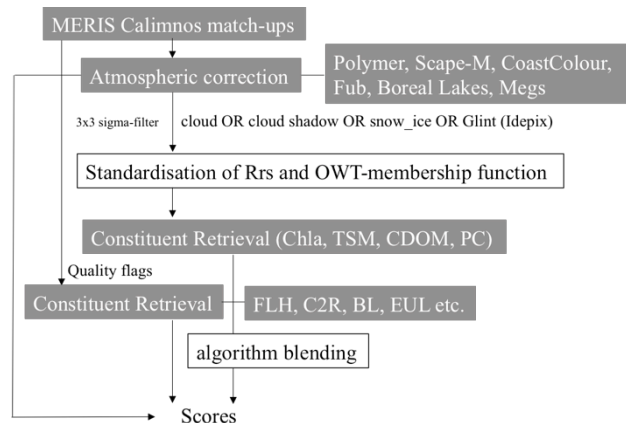 MERIS Calimnos match-ups
Atmospheric correction
Polymer, Scape-M, CoastColour,
Fub, Boreal Lakes, Megs
3x3 sigma-filter
cloud OR cloud shadow OR snow_ice OR Glint (Idepix)
Standardisation of Rrs and OWT-membership function
Constituent Retrieval (Chla, TSM, CDOM, PC)
Quality flags
Constituent Retrieval
FLH, C2R, BL, EUL etc.
algorithm blending
Scores